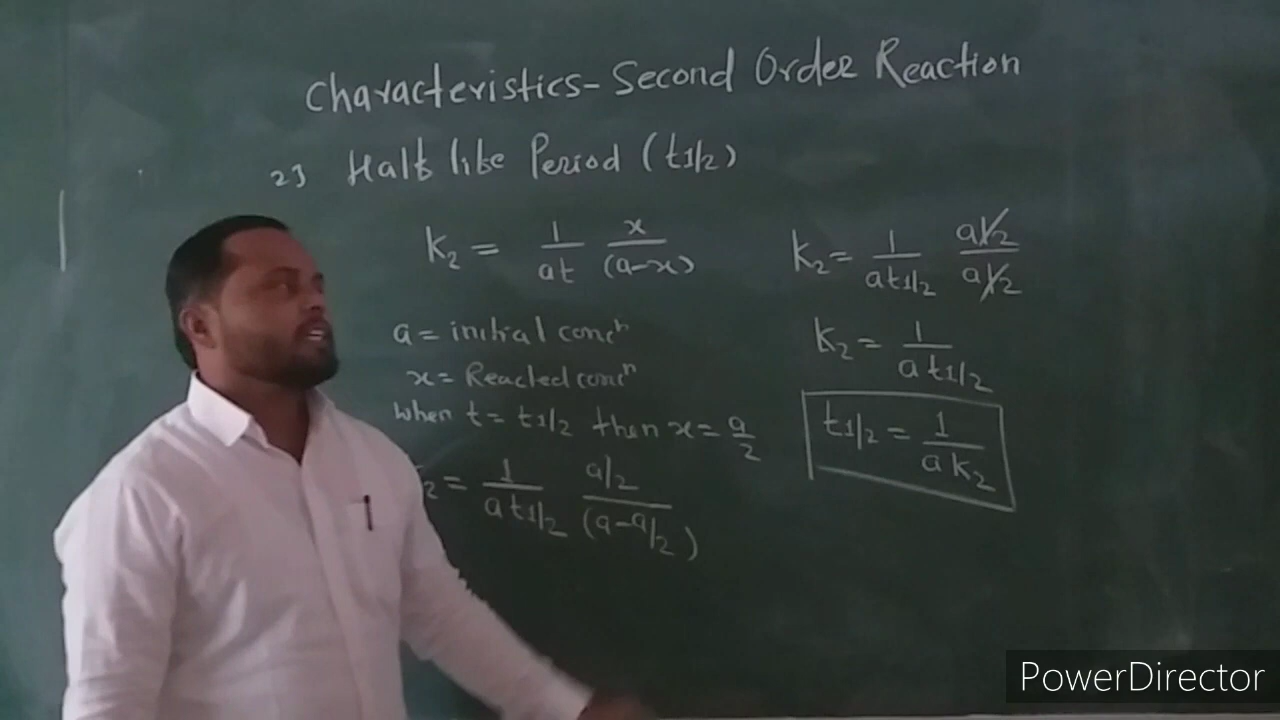 Characteristics-Second Order Reaction
2] Half life Period (t1/2)
K2 = 1/at x/(a-x)
a = initial concn
x = Reacted concn
when t = t1/2 then x = a/2
2 = 1/at1/2 a/2/(a-a/2)
K2 = 1/at1/2 a1/2/a1/2
K2 = 1/at1/2
t1/2 = 1/aK2
PowerDirector